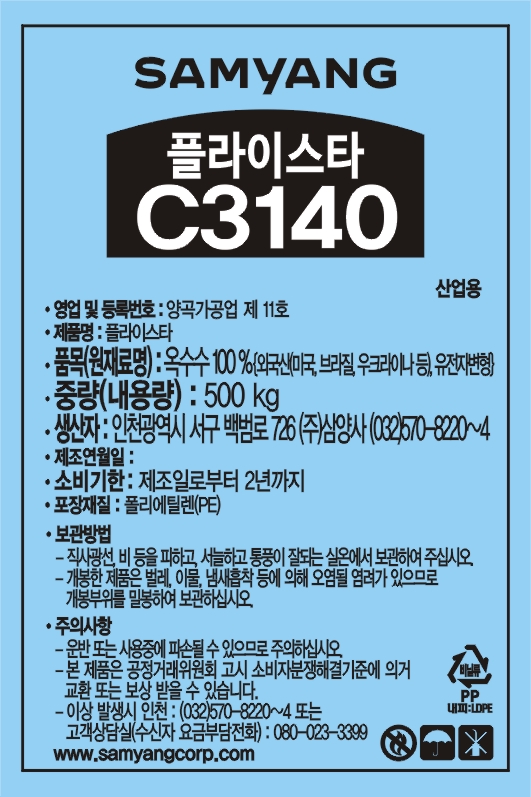 SAMYANG
플라이스타
C3140
산업용
• 영업 및 등록번호 : 양곡가공업 제 11호
• 제품명 : 플라이스타
• 품목(원재료명) : 옥수수 100 % {외국산(미국, 브라질, 우크라이나 등), 유전자변형}
• 중량(내용량) : 500 kg
• 생산자 : 인천광역시 서구 백범로 726 (주)삼양사 (032)570-8220~4
• 제조연월일 :
• 소비기한 : 제조일로부터 2년까지
• 포장재질 : 폴리에틸렌(PE)
• 보관방법
– 직사광선, 비 등을 피하고, 서늘하고 통풍이 잘되는 실온에서 보관하여 주십시오.
– 개봉한 제품은 벌레, 이물, 냄새흡착 등에 의해 오염될 염려가 있으므로
개봉부위를 밀봉하여 보관하십시오.
• 주의사항
– 운반 또는 사용중에 파손될 수 있으므로 주의하십시오.
– 본 제품은 공정거래위원회 고시 소비자분쟁해결기준에 의거
교환 또는 보상 받을 수 있습니다.
– 이상 발생시 인천 : (032)570-8220~4 또는
고객상담실(수신자 요금부담전화) : 080-023-3399
www.samyangcorp.com
비닐류
PP
내피:LDPE